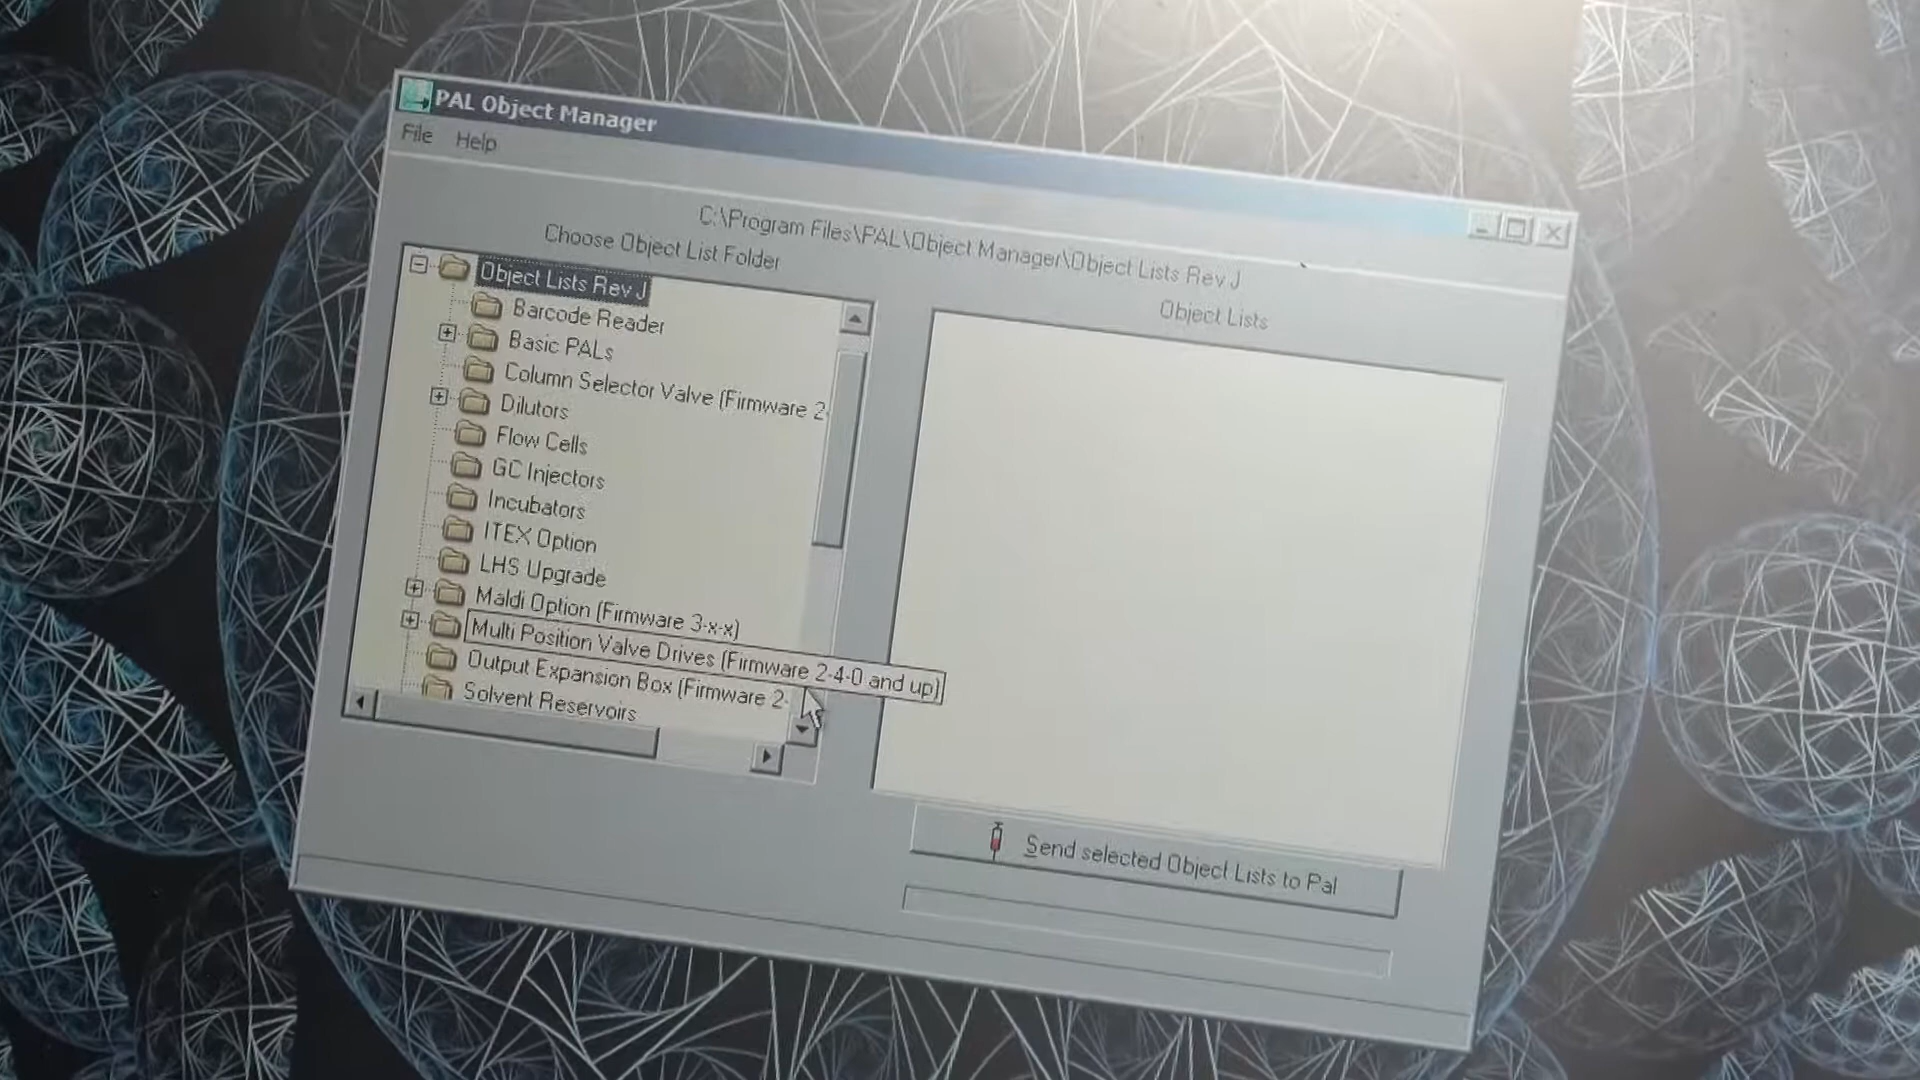 PAL Object Manager
File Help
C:\Program Files\PAL\Object Manager\Object Lists Rev J
Choose Object List Folder
Object Lists
Object Lists Rev J
Barcode Reader
Basic PALs
Column Selector Valve (Firmware 2-
Dilutors
Flow Cells
GC Injectors
Incubators
ITEX Option
LHS Upgrade
Maldi Option (Firmware 3-x-x)
Multi Position Valve Drives (Firmware 2-4-0 and up)
Output Expansion Box (Firmware 2-
Solvent Reservoirs
Send selected Object Lists to Pal